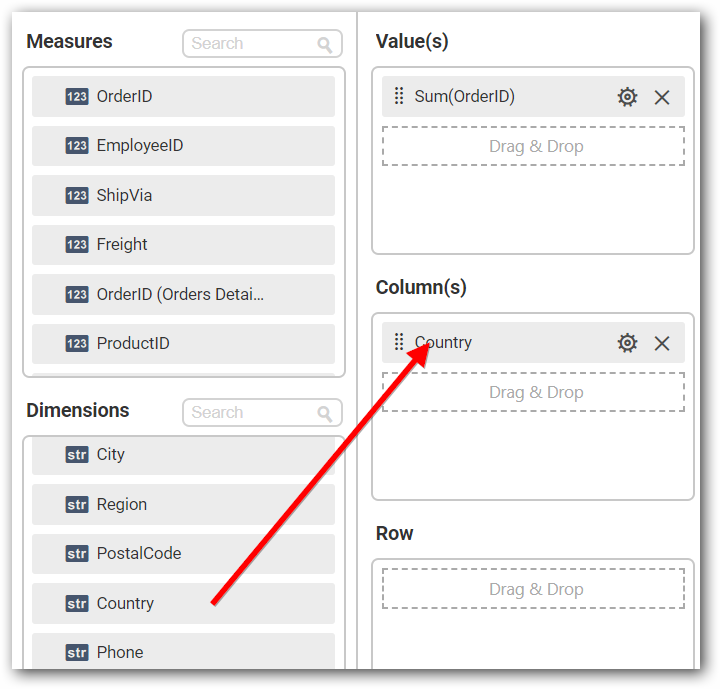 Measures
Search
123 OrderID
123 EmployeeID
123 ShipVia
123 Freight
123 OrderID (Orders Detai...
123 ProductID
Dimensions
Search
str City
str Region
str PostalCode
str Country
str Phone
Value(s)
Sum(OrderID)
Drag & Drop
Column(s)
Country
Drag & Drop
Row
Drag & Drop